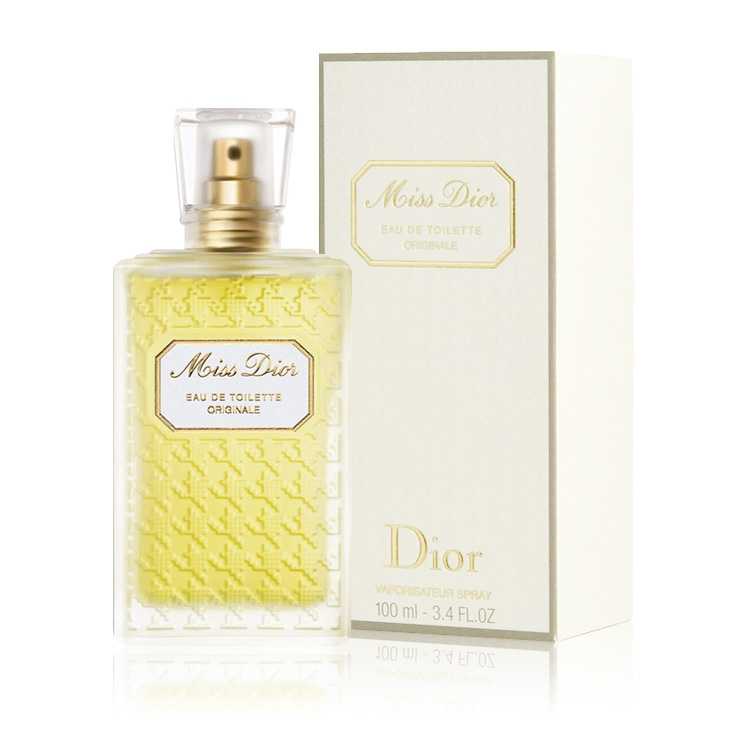 Miss Dior
EAU DE TOILETTE
ORIGINALE
Miss Dior
EAU DE TOILETTE
ORIGINALE
Dior
VAPORISATEUR SPRAY
100 ml - 3.4 FL.OZ